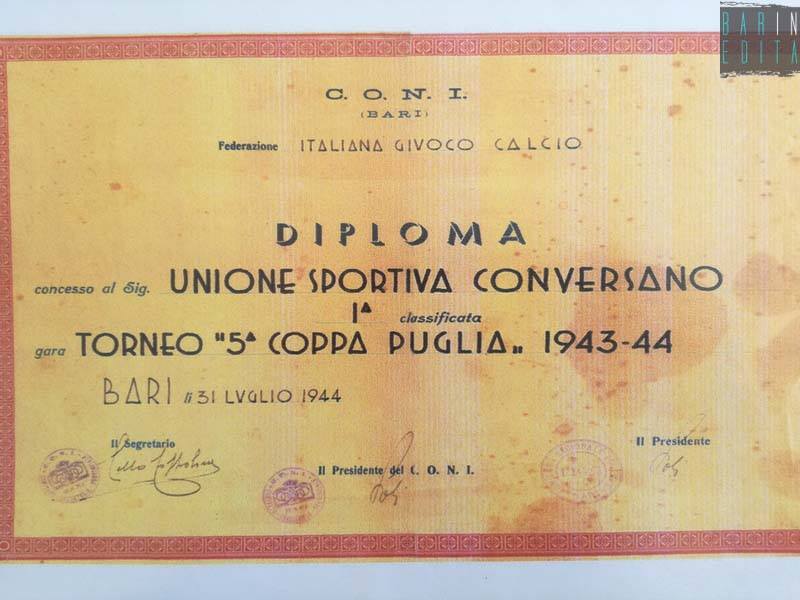 BARIN
EDITA
C. O. N. I.
(BARI)
Federazione ITALIANA GIVOCO CALCIO
DIPLOMA
concesso al Sig. UNIONE SPORTIVA CONVERSANO
1ª classificata
gara TORNEO "5ª COPPA PUGLIA„ 1943-44
BARI li 31 LVGLIO 1944
Il Segretario
Il Presidente del C. O. N. I.
Il Presidente